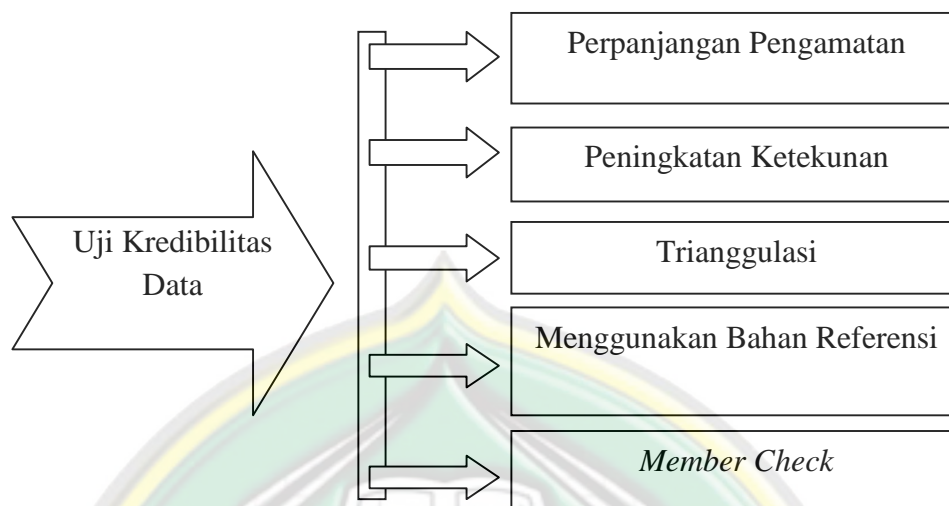 Uji Kredibilitas
Data
Perpanjangan Pengamatan
Peningkatan Ketekunan
Trianggulasi
Menggunakan Bahan Referensi
Member Check